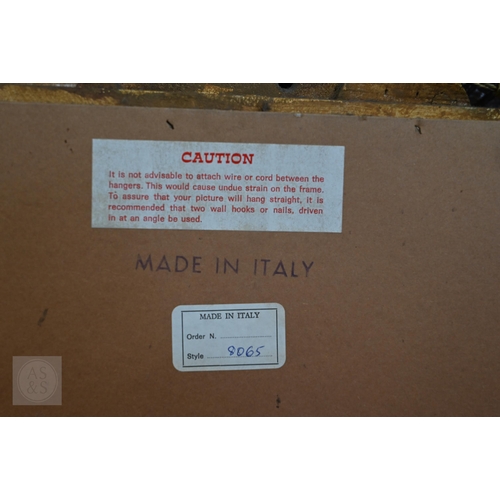 CAUTION
It is not advisable to attach wire or cord between the
hangers. This would cause undue strain on the frame.
To assure that your picture will hang straight, it is
recommended that two wall hooks or nails, driven
in at an angle be used.
MADE IN ITALY
MADE IN ITALY
Order N.
Style 8065
AS
&S